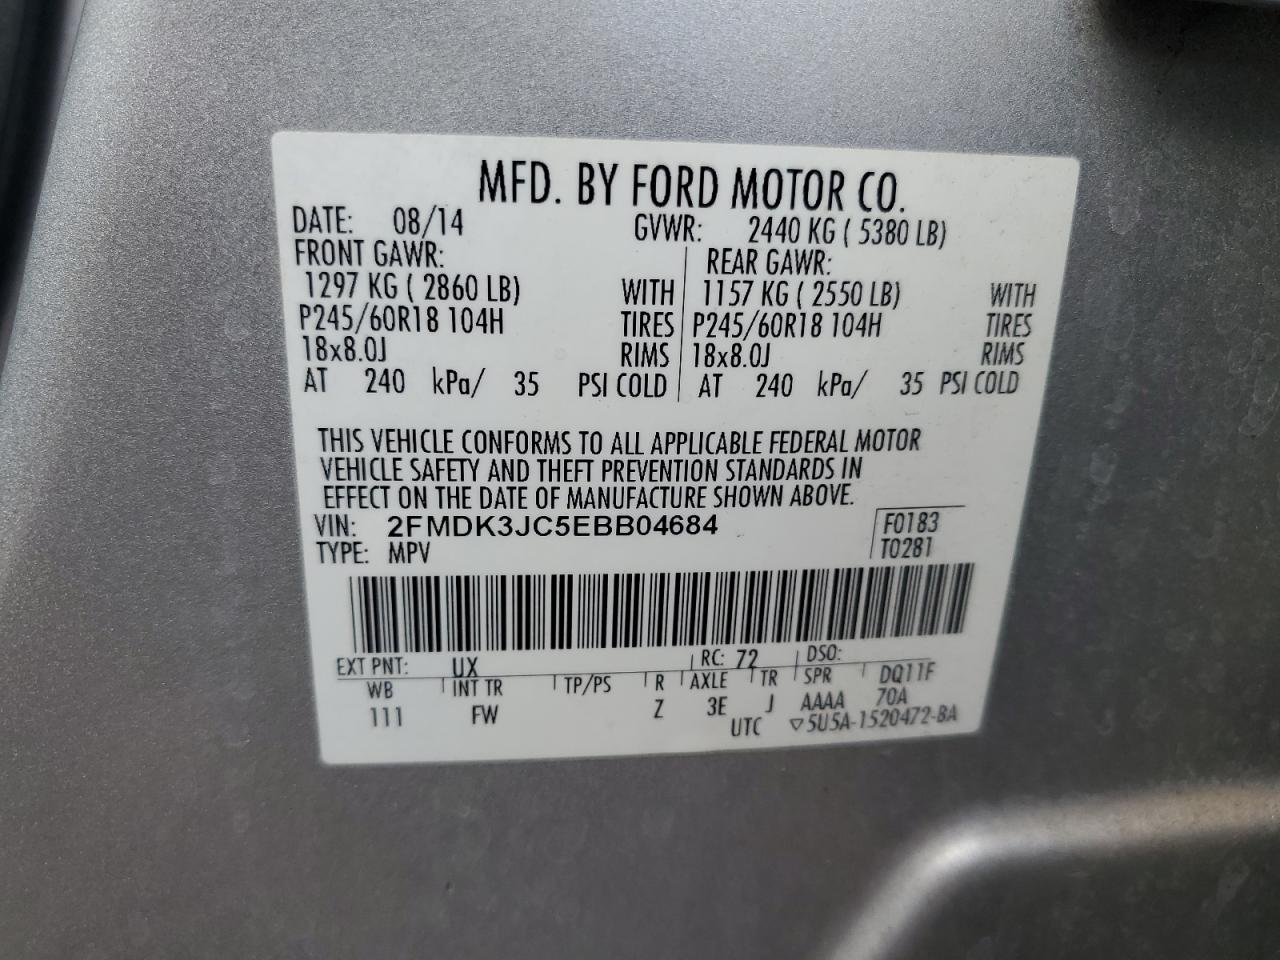 MFD. BY FORD MOTOR CO.
DATE: 08/14 GVWR: 2440 KG ( 5380 LB)
FRONT GAWR: REAR GAWR:
1297 KG ( 2860 LB) WITH 1157 KG ( 2550 LB) WITH
P245/60R18 104H TIRES P245/60R18 104H TIRES
18x8.0J RIMS 18x8.0J RIMS
AT 240 kPa/ 35 PSI COLD AT 240 kPa/ 35 PSI COLD
THIS VEHICLE CONFORMS TO ALL APPLICABLE FEDERAL MOTOR
VEHICLE SAFETY AND THEFT PREVENTION STANDARDS IN
EFFECT ON THE DATE OF MANUFACTURE SHOWN ABOVE.
VIN: 2FMDK3JC5EBB04684 F0183
TYPE: MPV T0281
EXT PNT: UX RC: 72 DSO:
WB INT TR TP/PS R AXLE TR SPR DQ11F
111 FW Z 3E J AAAA 70A
UTC ▽5U5A-1520472-BA